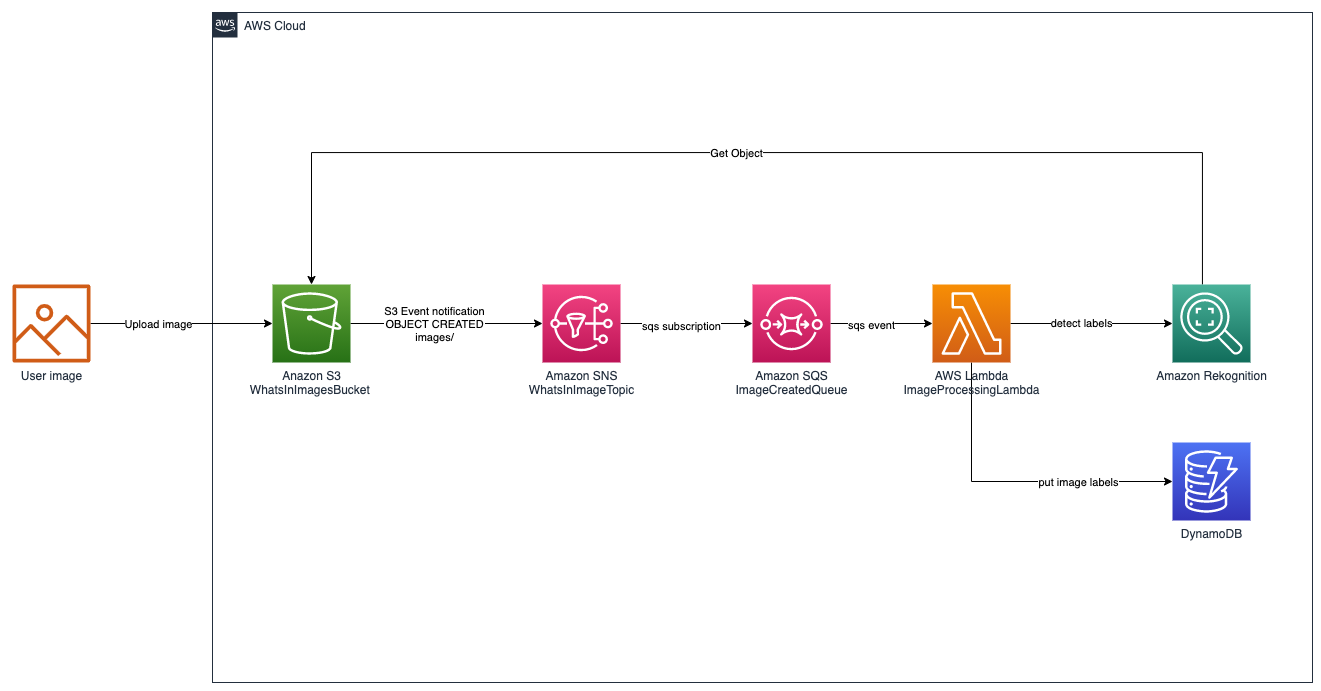 aws
AWS Cloud
Get Object
Upload image
S3 Event notification
OBJECT CREATED
images/
sqs subscription
sqs event
detect labels
User image
Anazon S3
WhatsInImagesBucket
Amazon SNS
WhatsInImageTopic
Amazon SQS
ImageCreatedQueue
AWS Lambda
ImageProcessingLambda
Amazon Rekognition
put image labels
DynamoDB